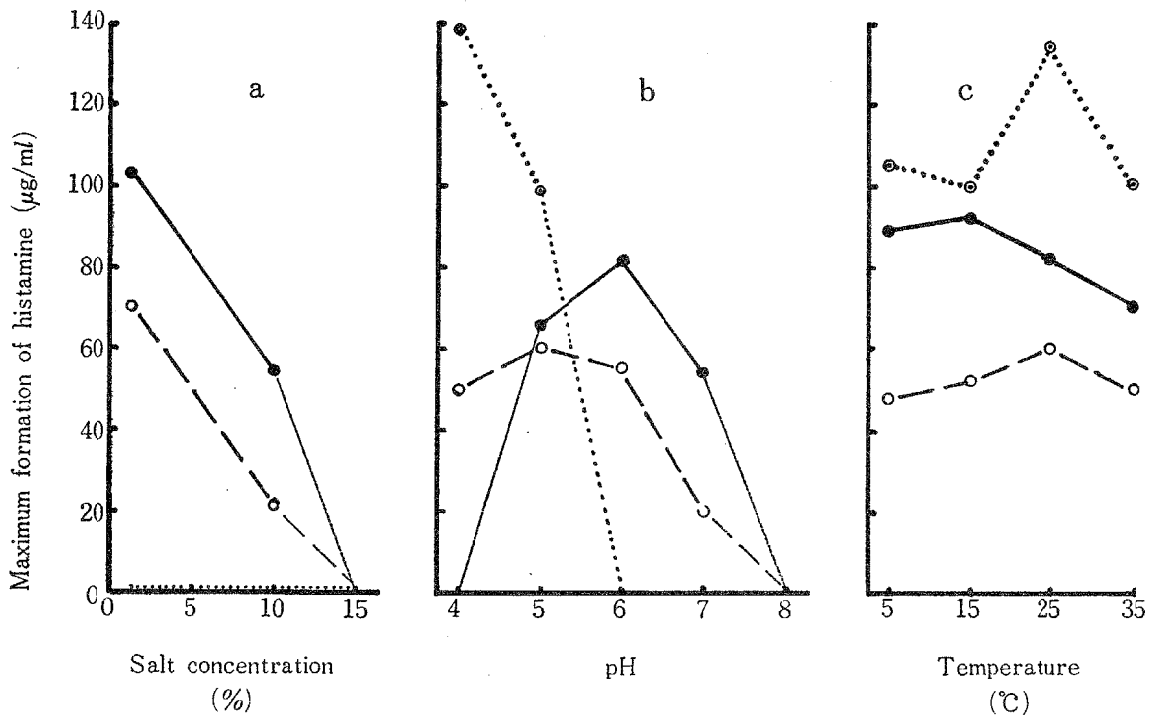 Maximum formation of histamine (μg/ml)
140
120
100
80
60
40
20
0
a
0 5 10 15
Salt concentration
(%)
b
4 5 6 7 8
pH
c
5 15 25 35
Temperature
(℃)